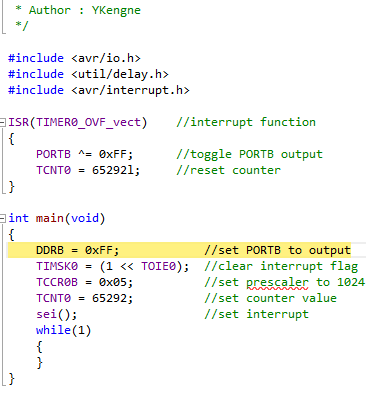 * Author : YKengne
*/
#include <avr/io.h>
#include <util/delay.h>
#include <avr/interrupt.h>
ISR(TIMER0_OVF_vect)    //interrupt function
{
    PORTB ^= 0xFF;      //toggle PORTB output
    TCNT0 = 65292l;     //reset counter
}
int main(void)
{
    DDRB = 0xFF;            //set PORTB to output
    TIMSK0 = (1 << TOIE0);  //clear interrupt flag
    TCCR0B = 0x05;          //set prescaler to 1024
    TCNT0 = 65292;          //set counter value
    sei();                  //set interrupt
    while(1)
    {
    }
}